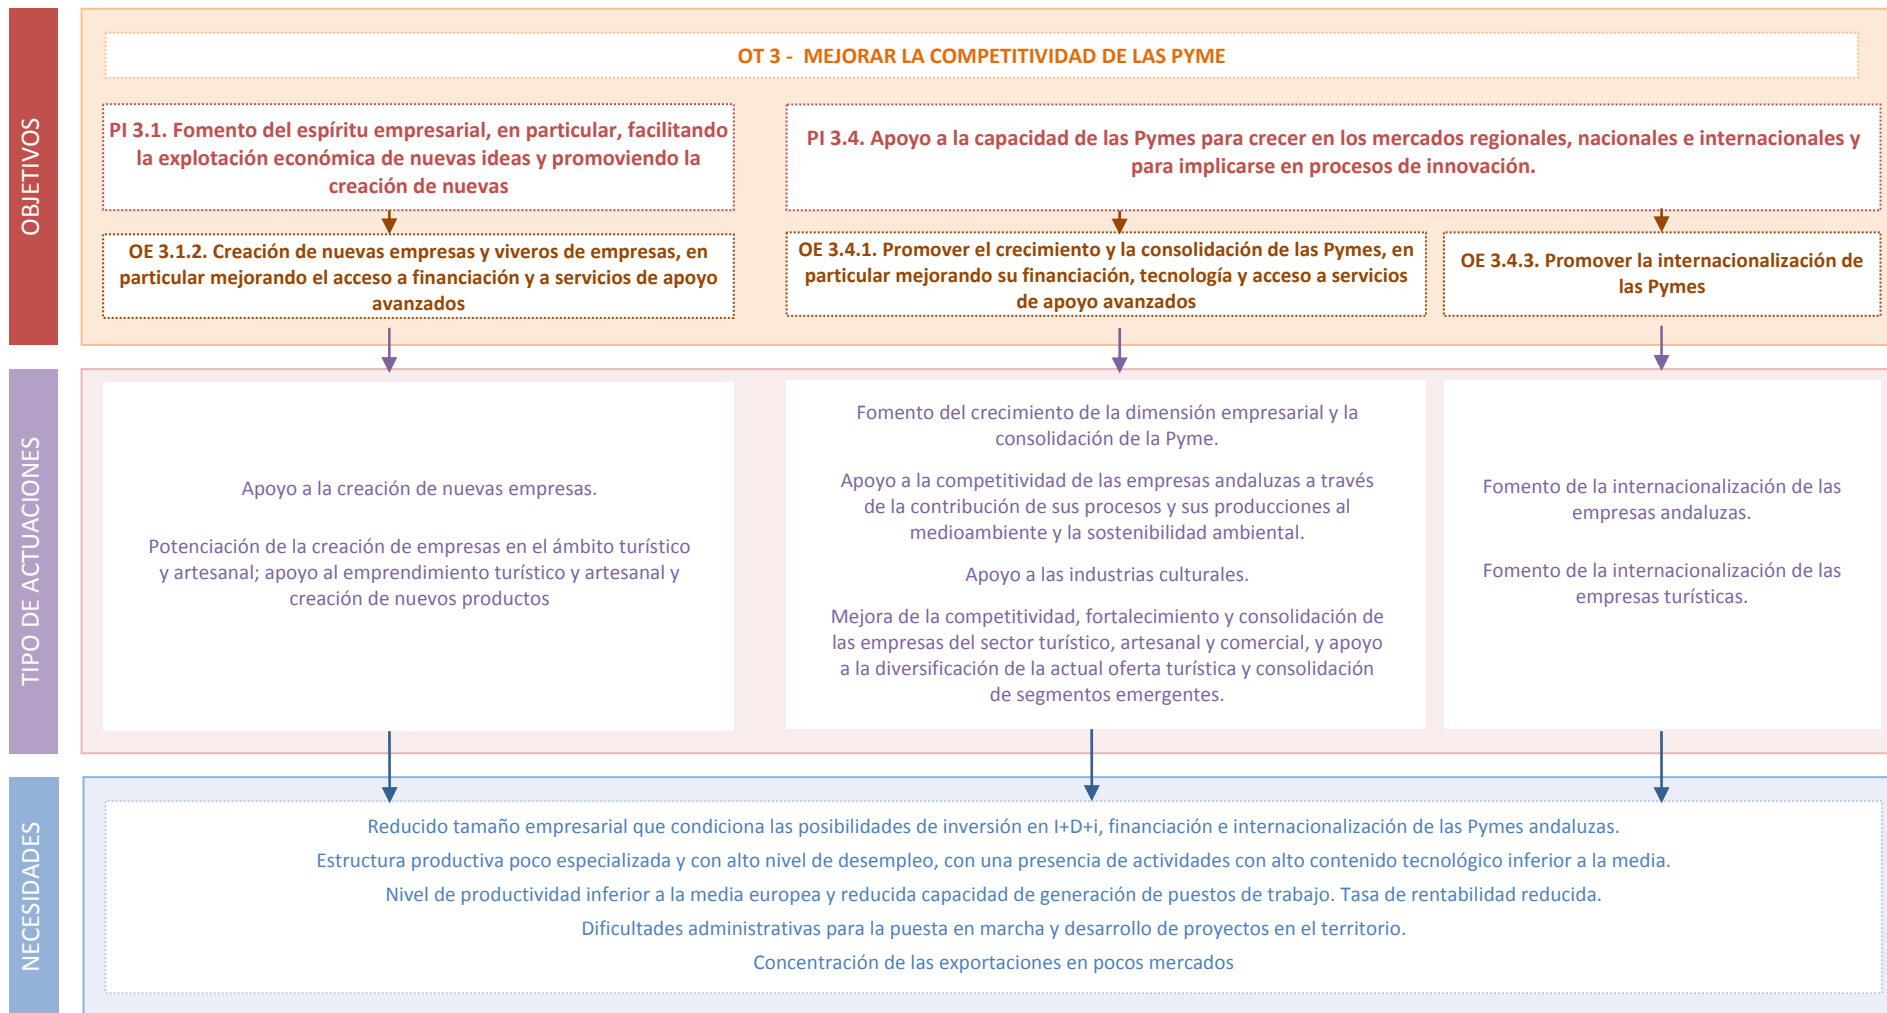 OBJETIVOS
OT 3 - MEJORAR LA COMPETITIVIDAD DE LAS PYME
PI 3.1. Fomento del espíritu empresarial, en particular, facilitando
la explotación económica de nuevas ideas y promoviendo la
creación de nuevas
PI 3.4. Apoyo a la capacidad de las Pymes para crecer en los mercados regionales, nacionales e internacionales y
para implicarse en procesos de innovación.
OE 3.1.2. Creación de nuevas empresas y viveros de empresas, en
particular mejorando el acceso a financiación y a servicios de apoyo
avanzados
OE 3.4.1. Promover el crecimiento y la consolidación de las Pymes, en
particular mejorando su financiación, tecnología y acceso a servicios
de apoyo avanzados
OE 3.4.3. Promover la internacionalización de
las Pymes
TIPO DE ACTUACIONES
Apoyo a la creación de nuevas empresas.
Potenciación de la creación de empresas en el ámbito turístico
y artesanal; apoyo al emprendimiento turístico y artesanal y
creación de nuevos productos
Fomento del crecimiento de la dimensión empresarial y la
consolidación de la Pyme.
Apoyo a la competitividad de las empresas andaluzas a través
de la contribución de sus procesos y sus producciones al
medioambiente y la sostenibilidad ambiental.
Apoyo a las industrias culturales.
Mejora de la competitividad, fortalecimiento y consolidación de
las empresas del sector turístico, artesanal y comercial, y apoyo
a la diversificación de la actual oferta turística y consolidación
de segmentos emergentes.
Fomento de la internacionalización de las
empresas andaluzas.
Fomento de la internacionalización de las
empresas turísticas.
NECESIDADES
Reducido tamaño empresarial que condiciona las posibilidades de inversión en I+D+i, financiación e internacionalización de las Pymes andaluzas.
Estructura productiva poco especializada y con alto nivel de desempleo, con una presencia de actividades con alto contenido tecnológico inferior a la media.
Nivel de productividad inferior a la media europea y reducida capacidad de generación de puestos de trabajo. Tasa de rentabilidad reducida.
Dificultades administrativas para la puesta en marcha y desarrollo de proyectos en el territorio.
Concentración de las exportaciones en pocos mercados